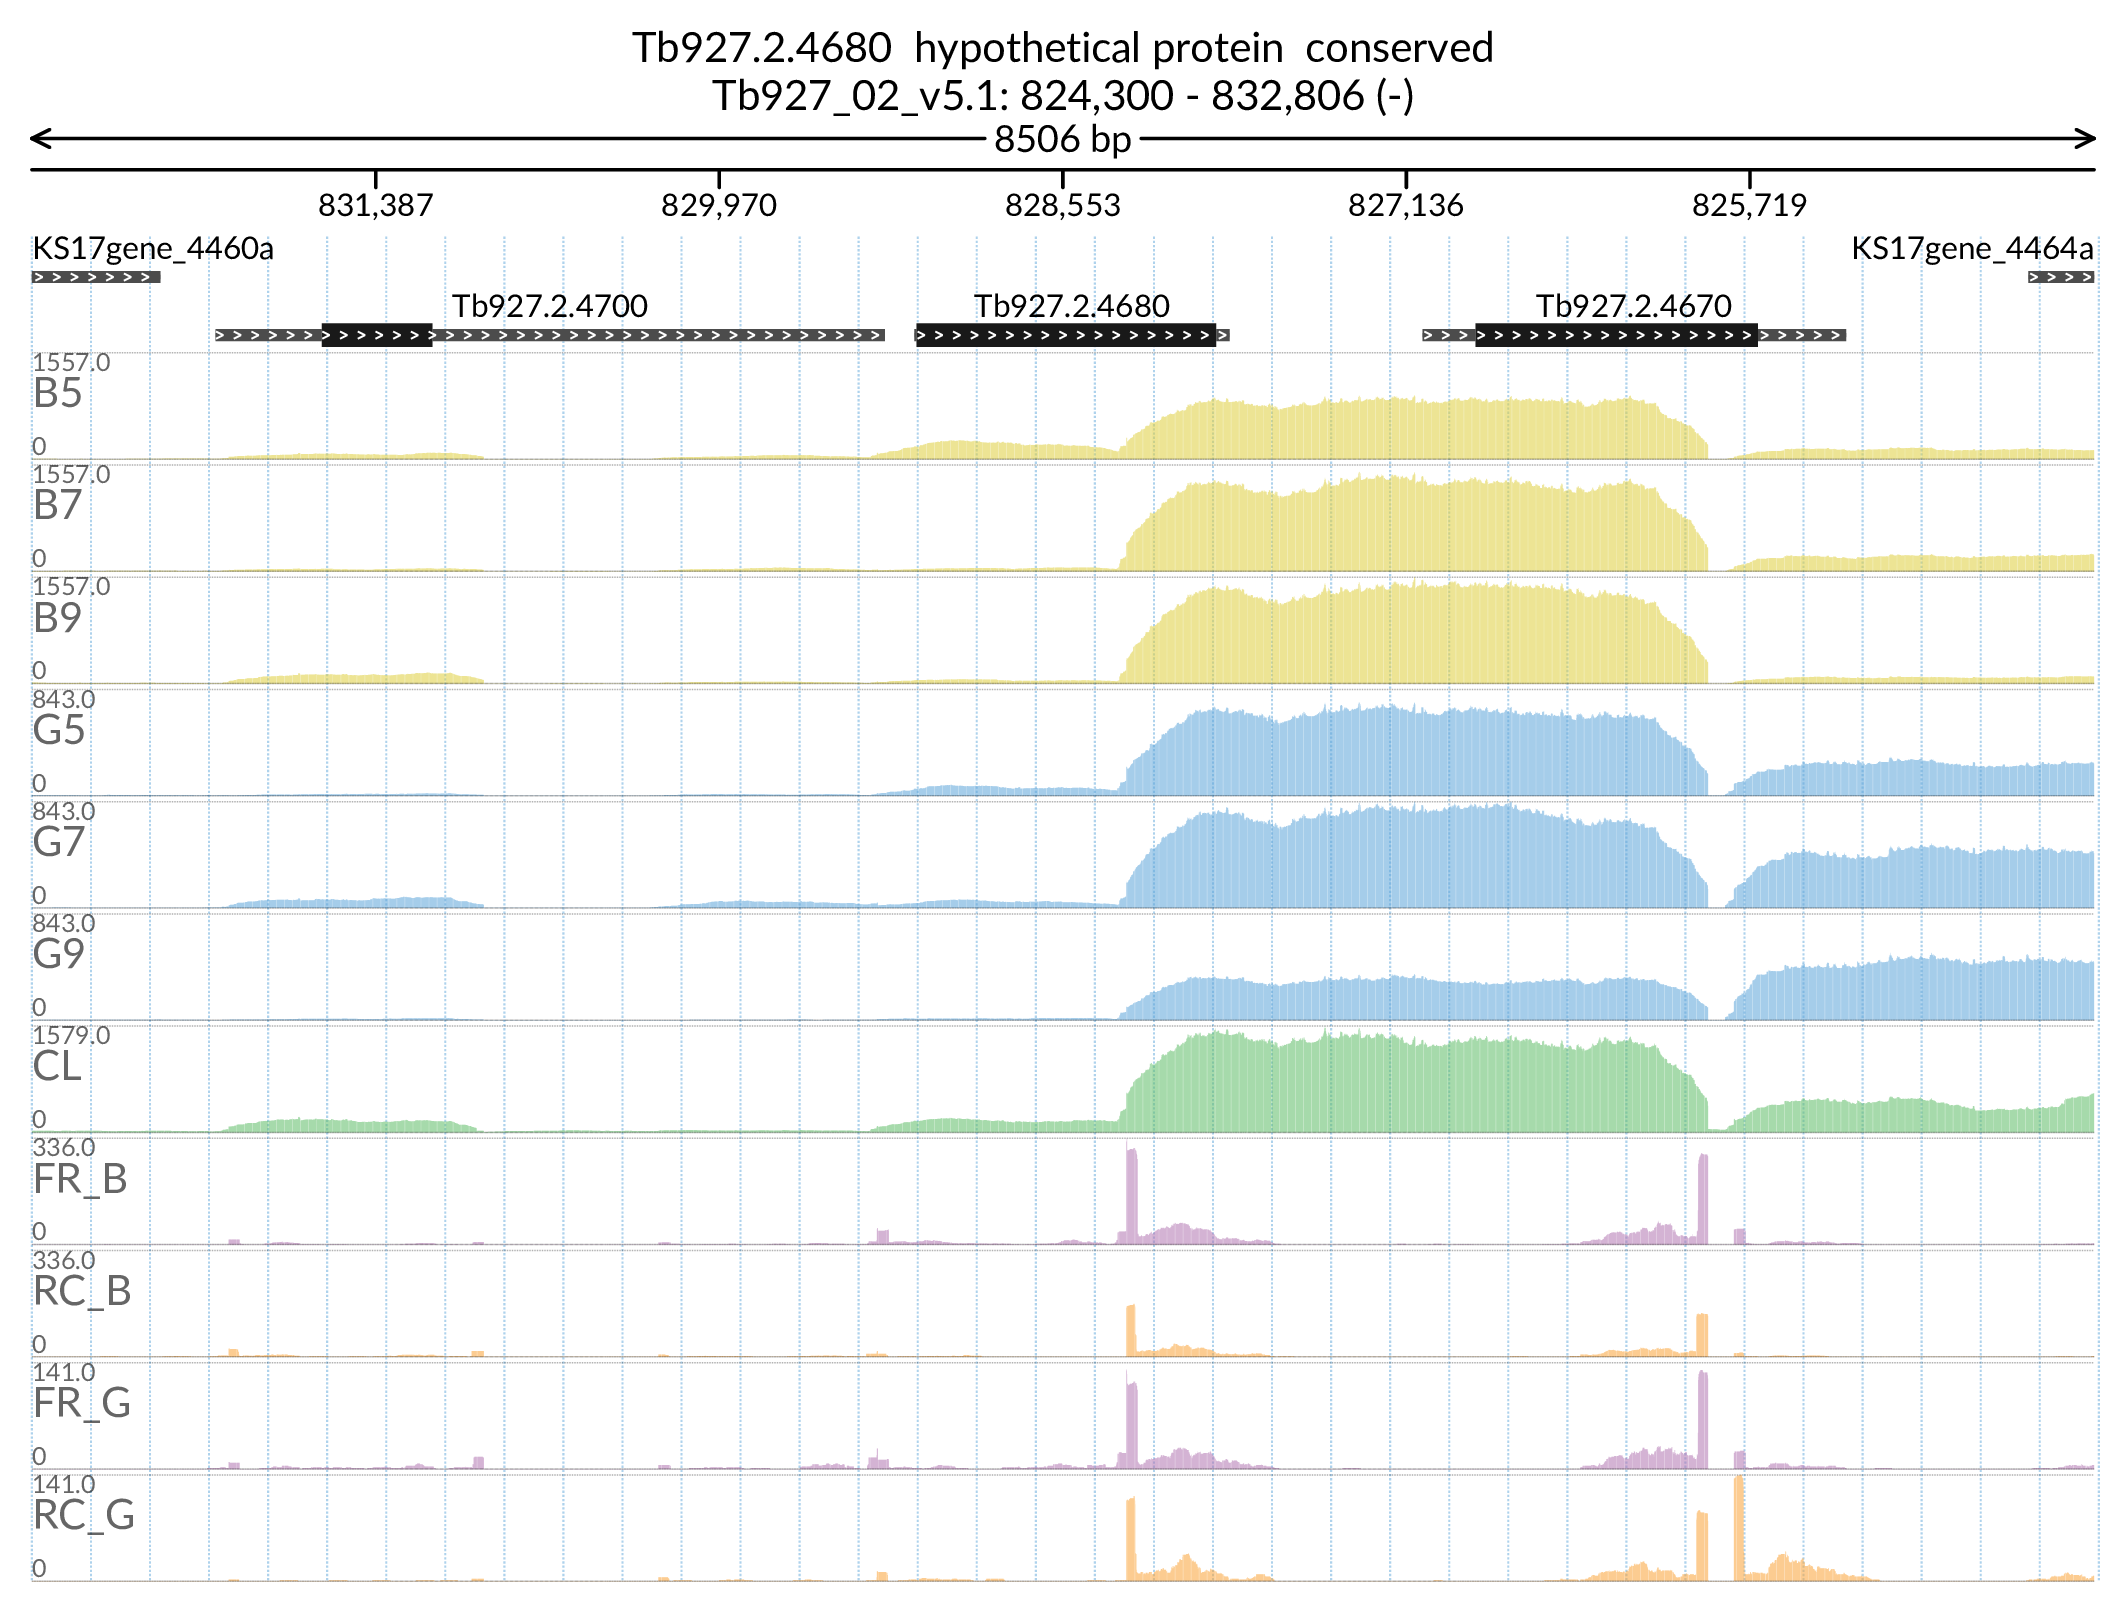 Tb927.2.4680  hypothetical protein  conserved
Tb927_02_v5.1: 824,300 - 832,806 (-)
8506 bp
831,387 829,970 828,553 827,136 825,719
KS17gene_4460a KS17gene_4464a
Tb927.2.4700 Tb927.2.4680 Tb927.2.4670
1557.0
B5
0
1557.0
B7
0
1557.0
B9
0
843.0
G5
0
843.0
G7
0
843.0
G9
0
1579.0
CL
0
336.0
FR_B
0
336.0
RC_B
0
141.0
FR_G
0
141.0
RC_G
0